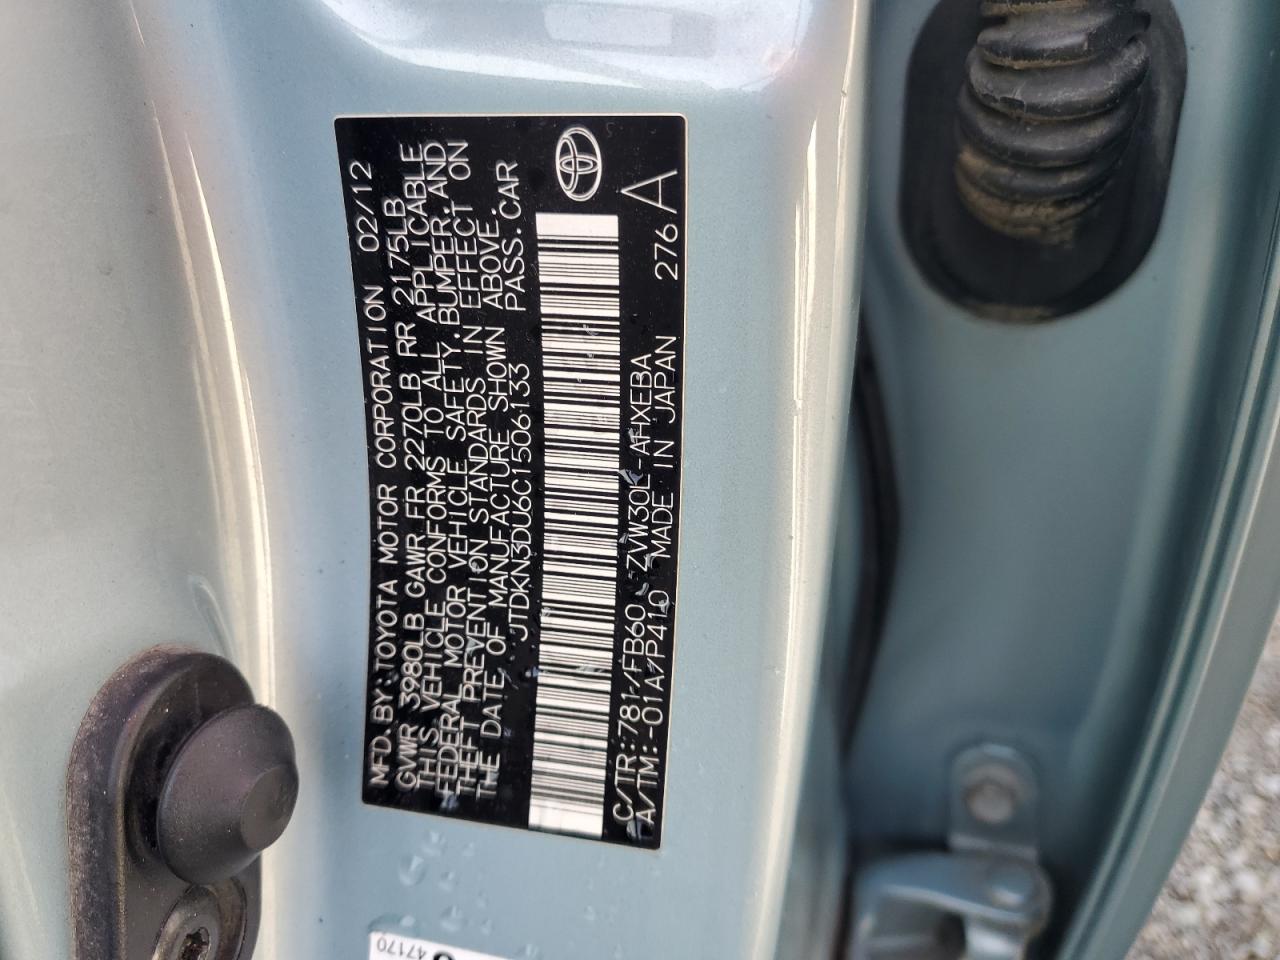 MFD. BY: TOYOTA MOTOR CORPORATION 02/12
GVWR 3980LB GAWR FR 2270LB RR 2175LB
THIS VEHICLE CONFORMS TO ALL APPLICABLE
FEDERAL MOTOR VEHICLE SAFETY, BUMPER, AND
THEFT PREVENTION STANDARDS IN EFFECT ON
THE DATE OF MANUFACTURE SHOWN ABOVE.
JTDKN3DU6C1506133 PASS. CAR
C/TR: 781/FB60 ZVW30L-AHXEBA
A/TM: -01A/P410 MADE IN JAPAN 276 A
47170